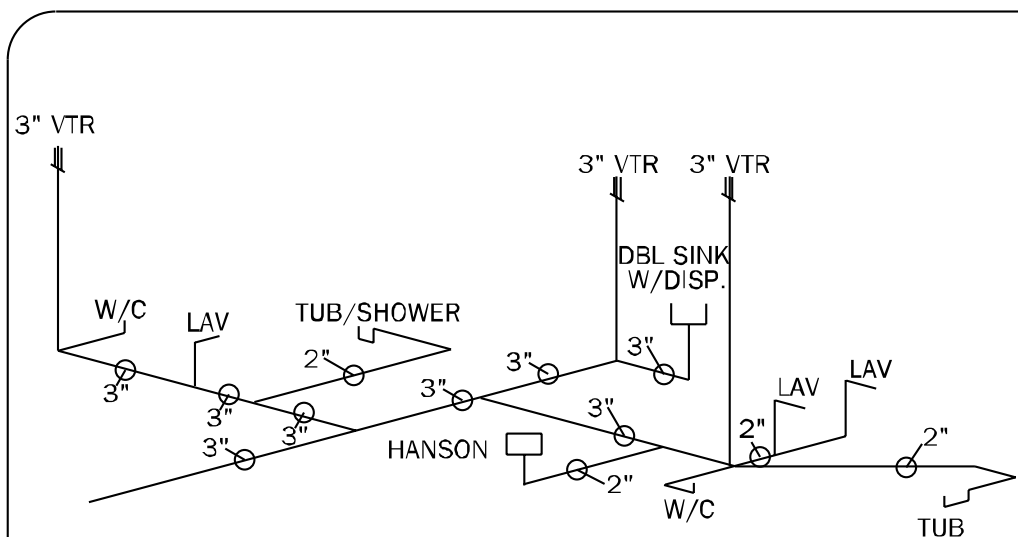 3" VTR
3" VTR
3" VTR
DBL SINK
W/DISP.
W/C
LAV
TUB/SHOWER
2"
3"
3"
3"
3"
3"
3"
3"
3"
LAV
LAV
3"
2"
2"
HANSON
2"
W/C
TUB